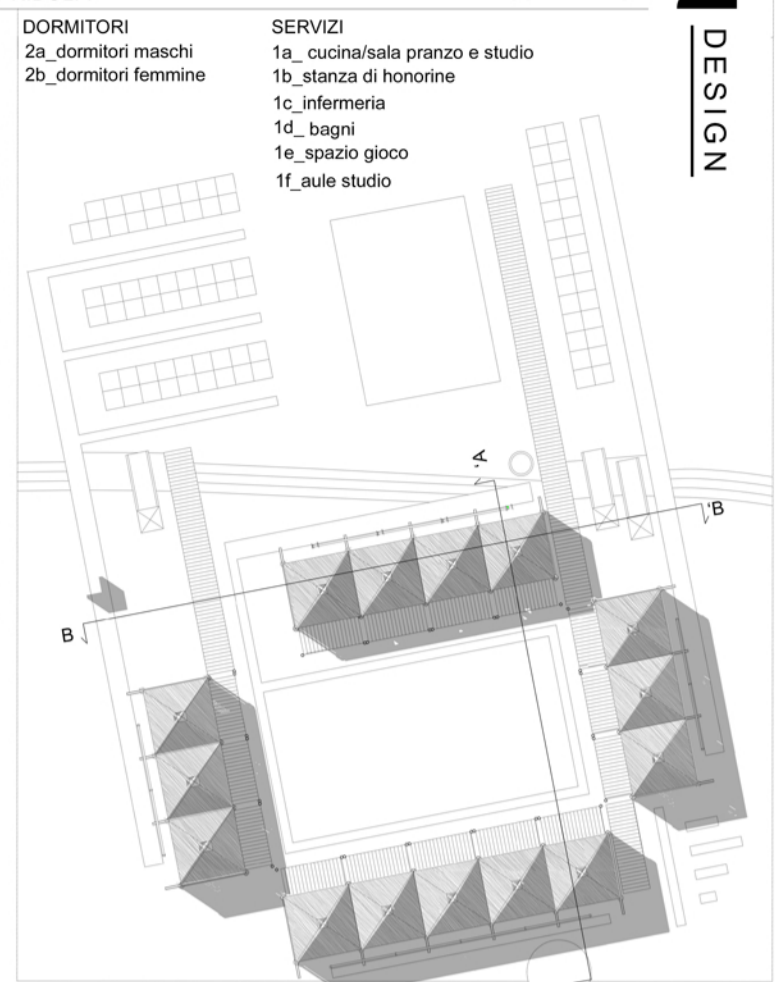 DORMITORI
2a_dormitori maschi
2b_dormitori femmine
SERVIZI
1a_ cucina/sala pranzo e studio
1b_stanza di honorine
1c_infermeria
1d_ bagni
1e_spazio gioco
1f_aule studio
DESIGN
'A
'B
B